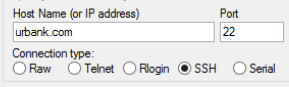 Host Name (or IP address) Port
urbank.com 22
Connection type:
Raw Telnet Rlogin SSH Serial